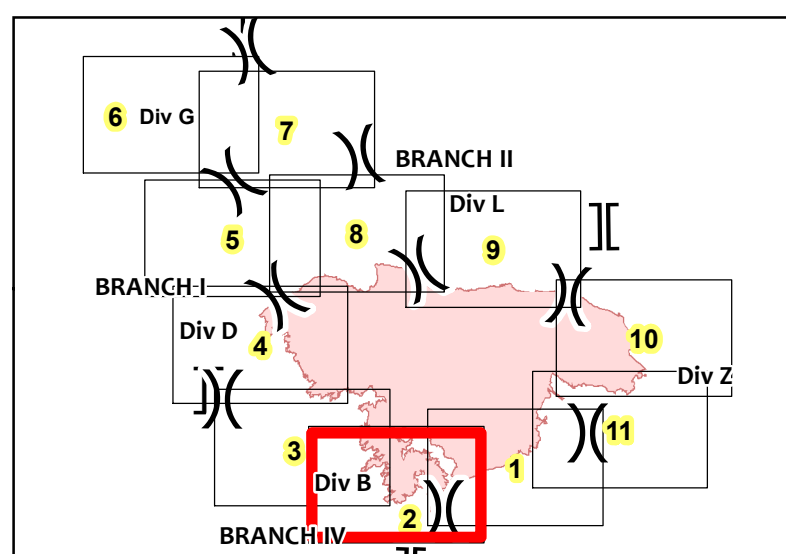 6
Div G
7
BRANCH II
Div L
5
8
9
BRANCH I
Div D
4
10
Div Z
3
11
1
Div B
2
BRANCH IV